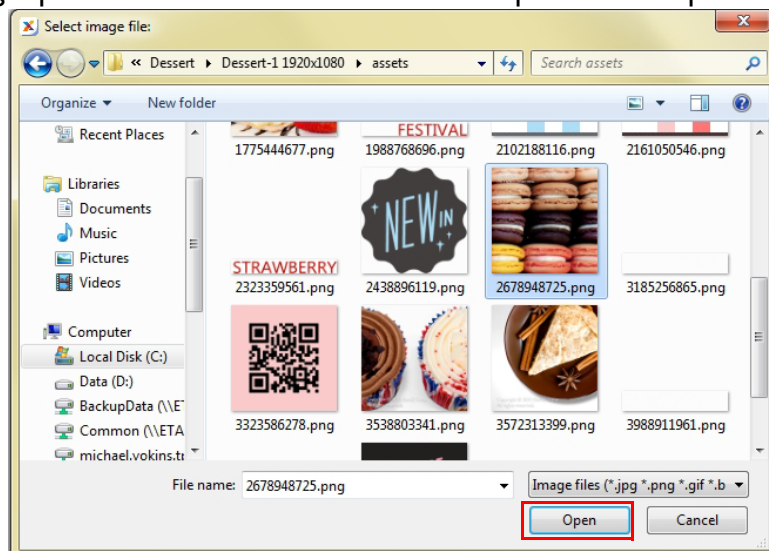 Select image file:
« Dessert Dessert-1 1920x1080 assets
Search assets
Organize New folder
Recent Places
Libraries
Documents
Music
Pictures
Videos
Computer
Local Disk (C:)
Data (D:)
BackupData (\\E
Common (\\ETA
michael.vokins.t
FESTIVAL
1775444677.png 1988768696.png 2102188116.png 2161050546.png
STRAWBERRY
NEW IN
2323359561.png 2438896119.png 2678948725.png 3185256865.png
3323586278.png 3538803341.png 3572313399.png 3988911961.png
File name: 2678948725.png
Image files (*.jpg *.png *.gif *.b
Open Cancel